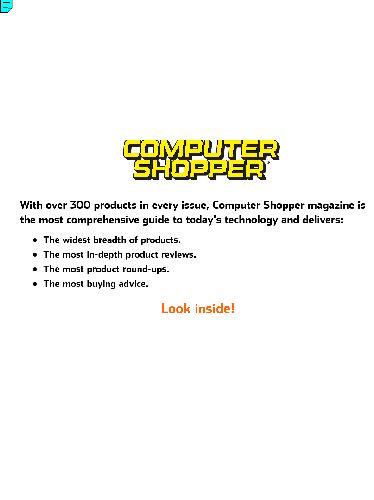 COMPUTER
SHOPPER
With over 300 products in every issue, Computer Shopper magazine is
the most comprehensive guide to today's technology and delivers:
• The widest breadth of products.
• The most in-depth product reviews.
• The most product round-ups.
• The most buying advice.
Look inside!